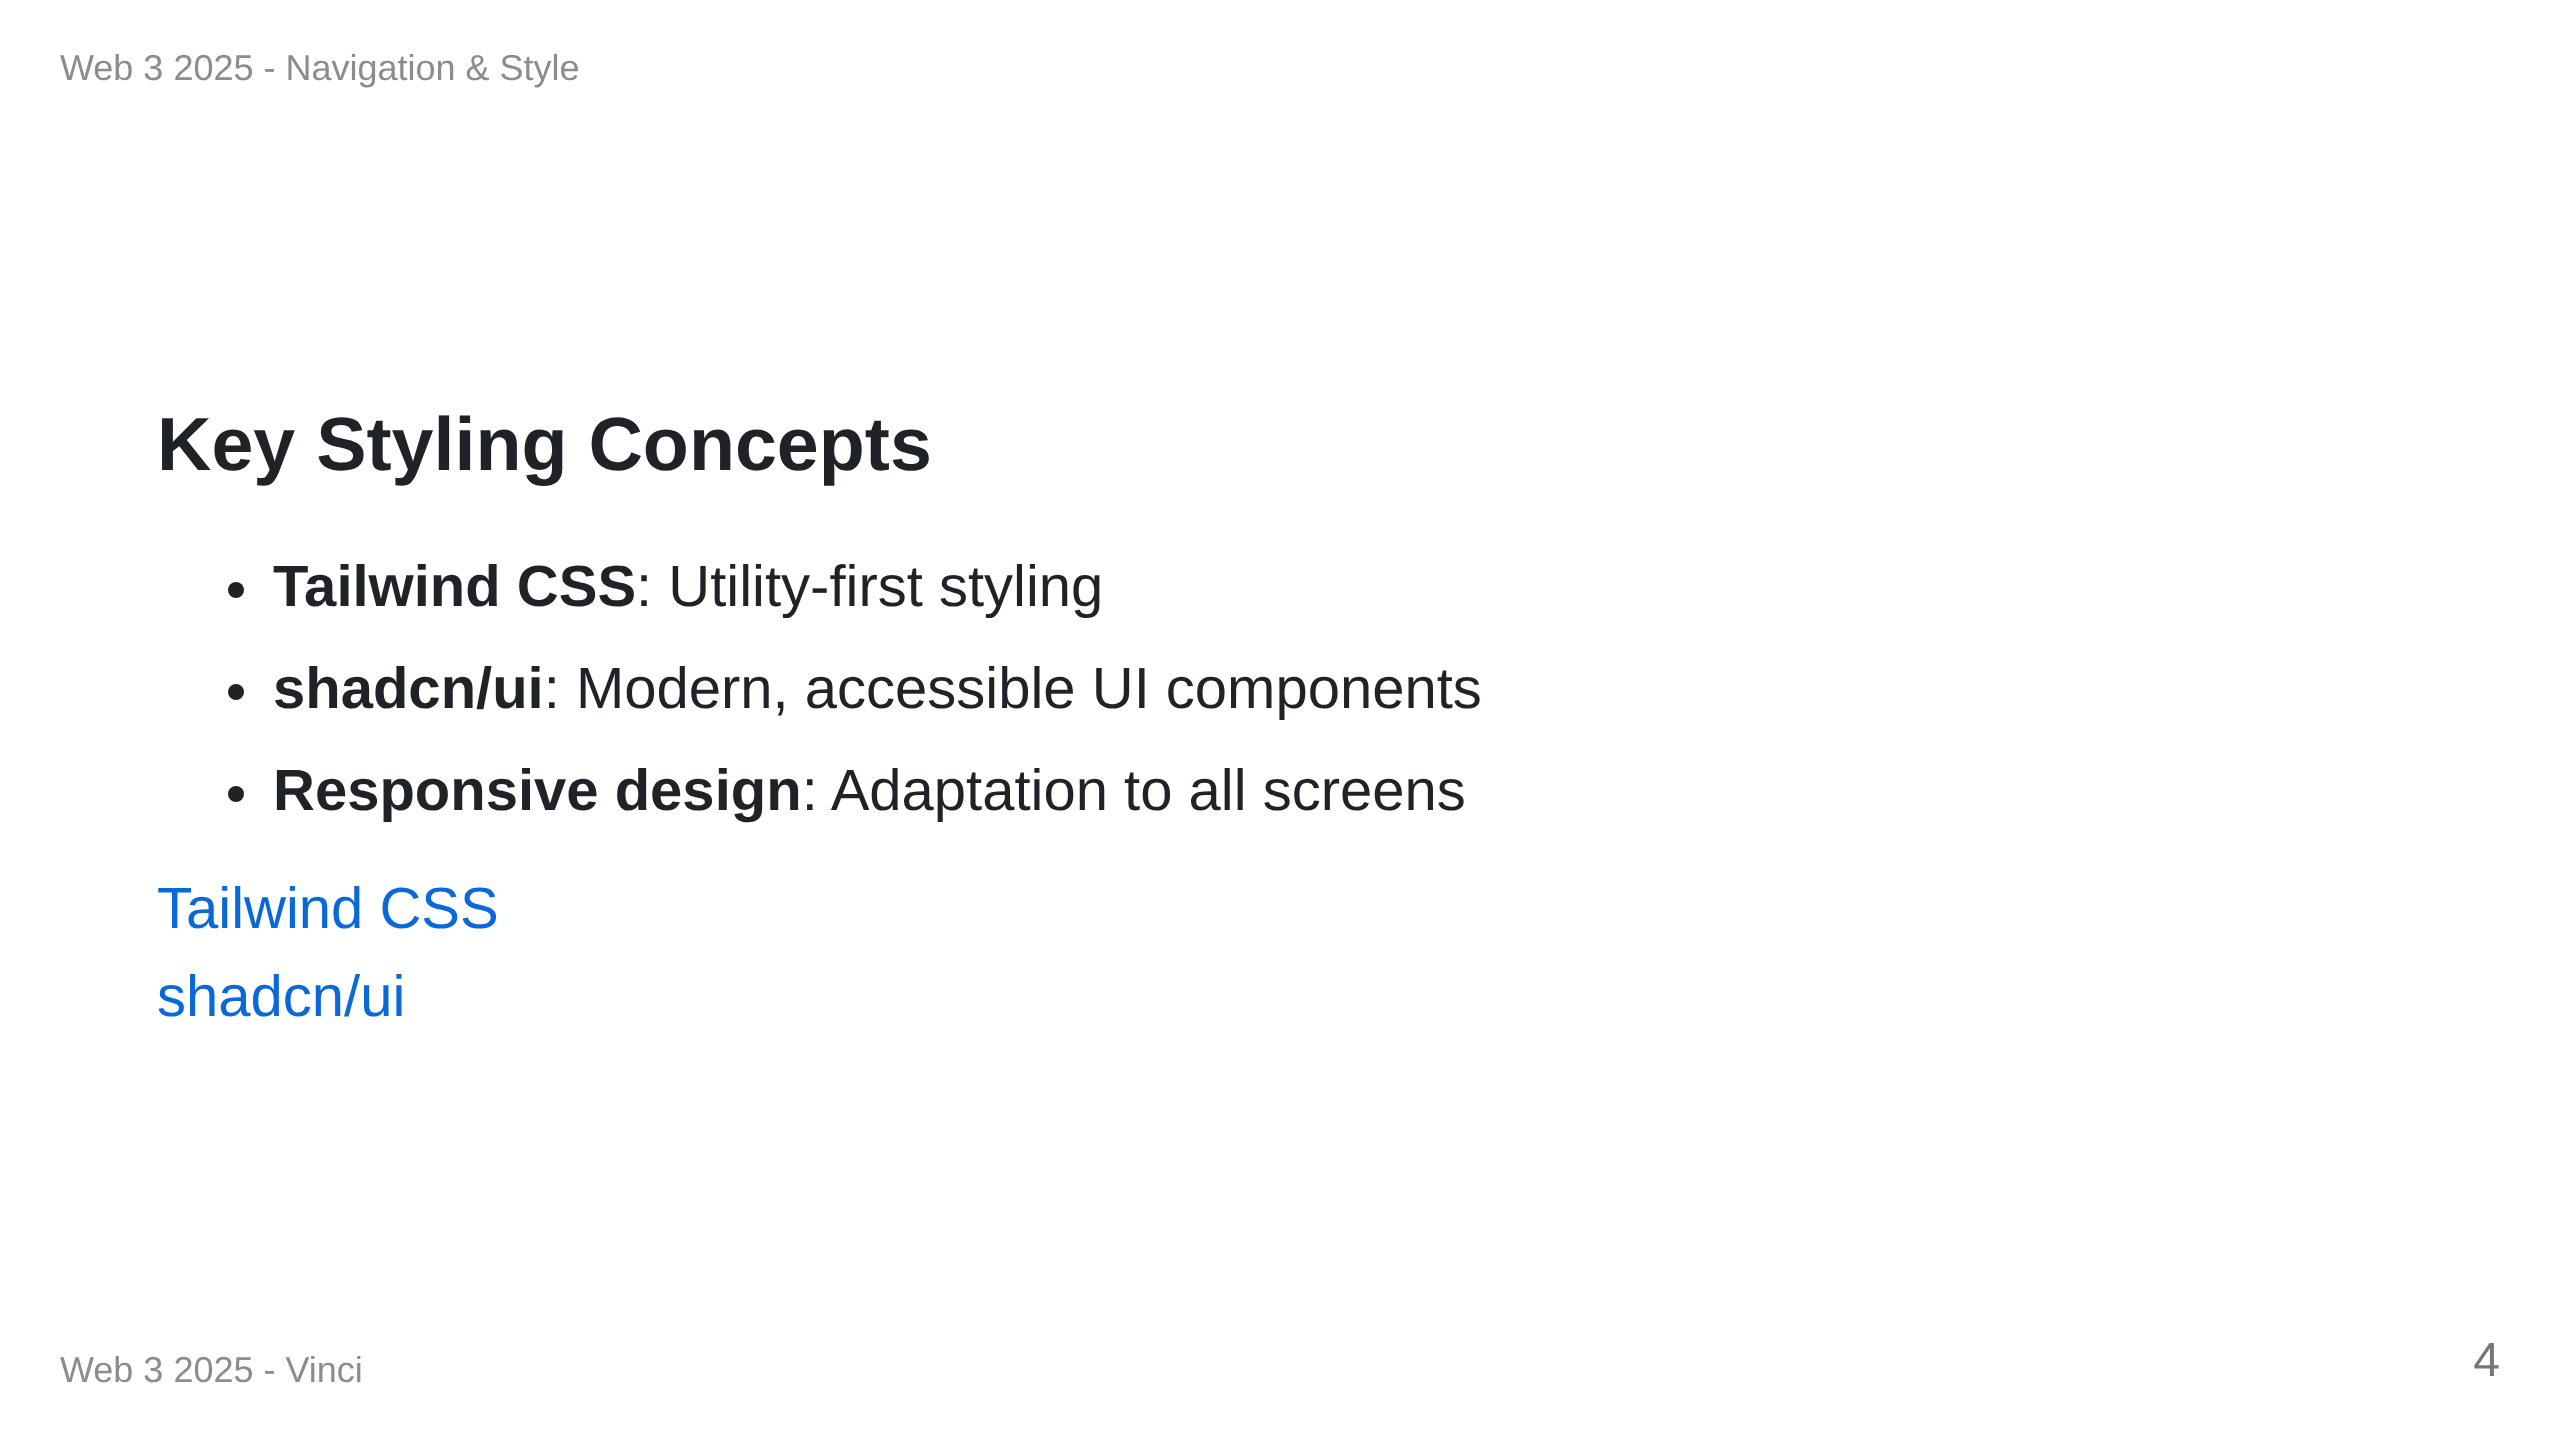 Web 3 2025 - Navigation & Style
Key Styling Concepts
• Tailwind CSS: Utility-first styling
• shadcn/ui: Modern, accessible UI components
• Responsive design: Adaptation to all screens
Tailwind CSS
shadcn/ui
Web 3 2025 - Vinci
4